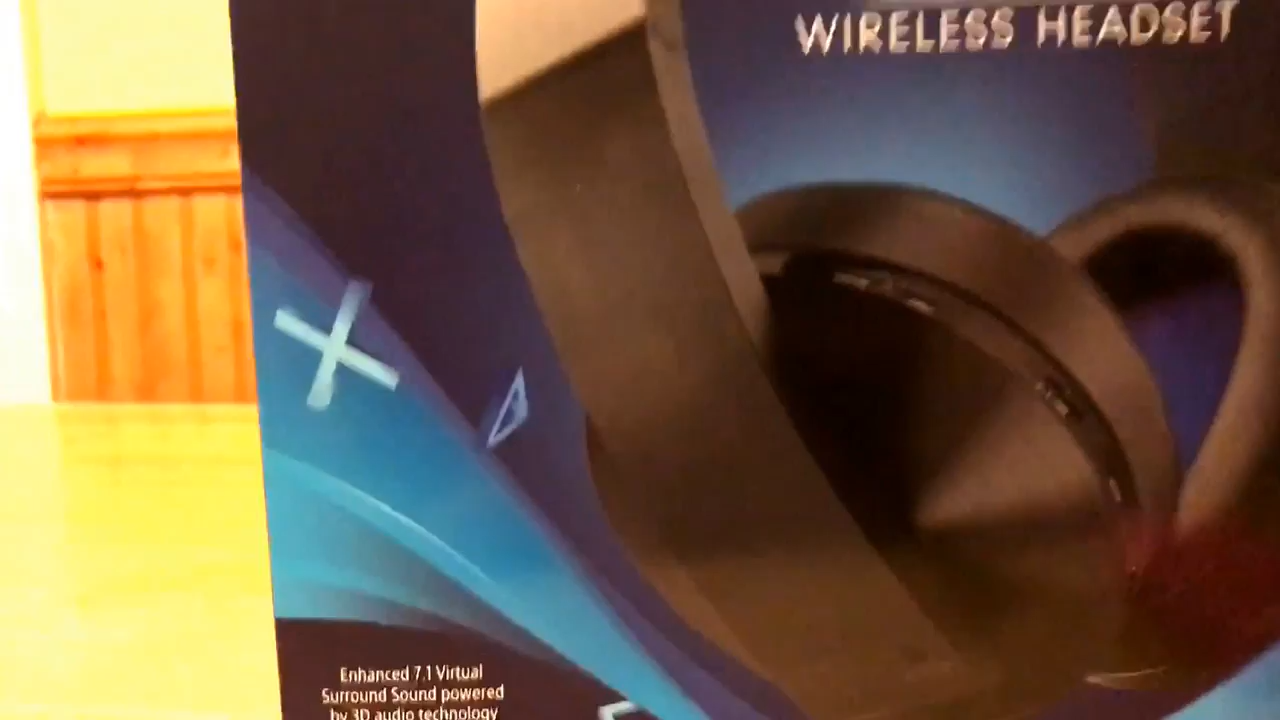 WIRELESS HEADSET
Enhanced 7.1 Virtual
Surround Sound powered
by 3D audio technology